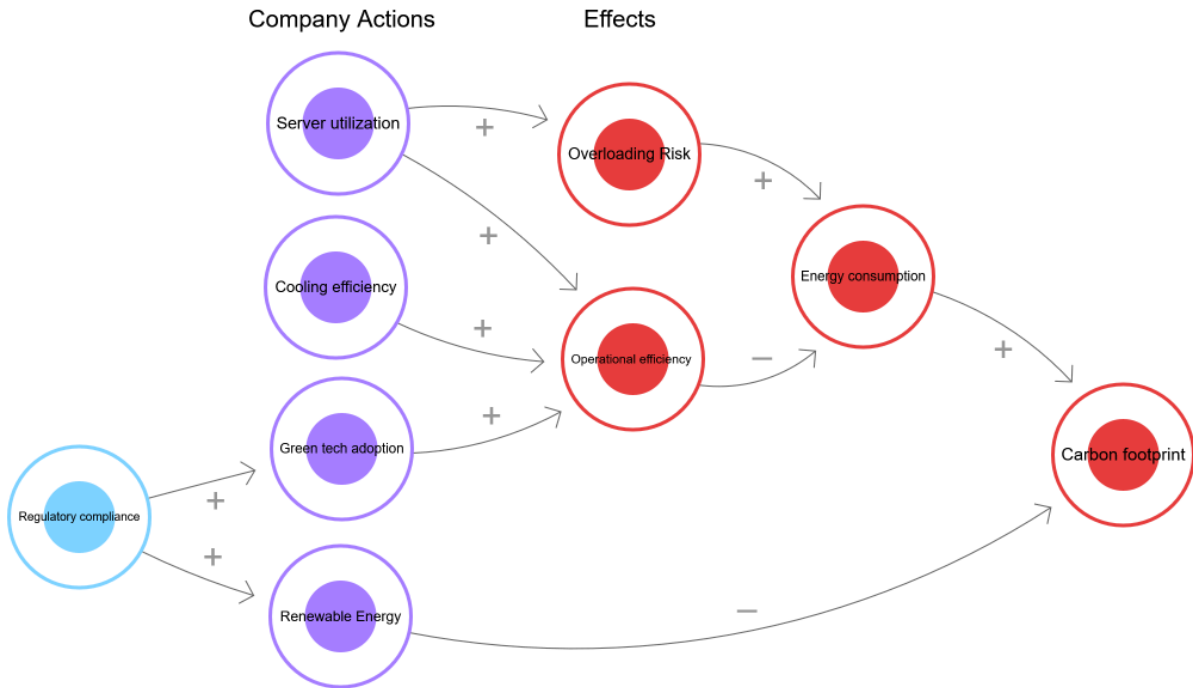 Company Actions
Effects
Server utilization
+
Overloading Risk
+
+
Cooling efficiency
Energy consumption
+
Operational efficiency
−
+
+
Green tech adoption
Carbon footprint
Regulatory compliance
+
+
Renewable Energy
−